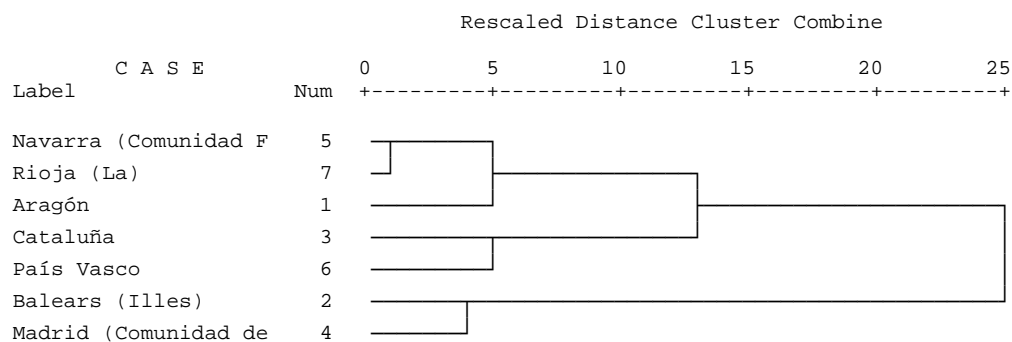 Rescaled Distance Cluster Combine
C A S E 0 5 10 15 20 25
Label Num +---------+---------+---------+---------+---------+
Navarra (Comunidad F 5
Rioja (La) 7
Aragón 1
Cataluña 3
País Vasco 6
Balears (Illes) 2
Madrid (Comunidad de 4